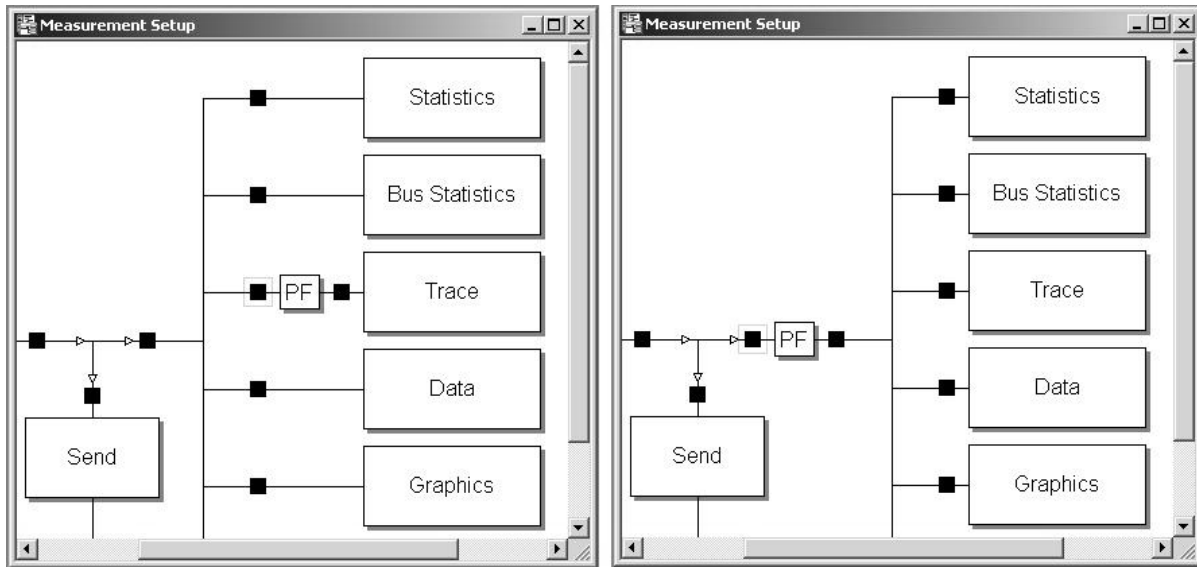 Measurement Setup
Statistics
Bus Statistics
PF
Trace
Data
Send
Graphics
Measurement Setup
Statistics
Bus Statistics
Trace
PF
Data
Send
Graphics